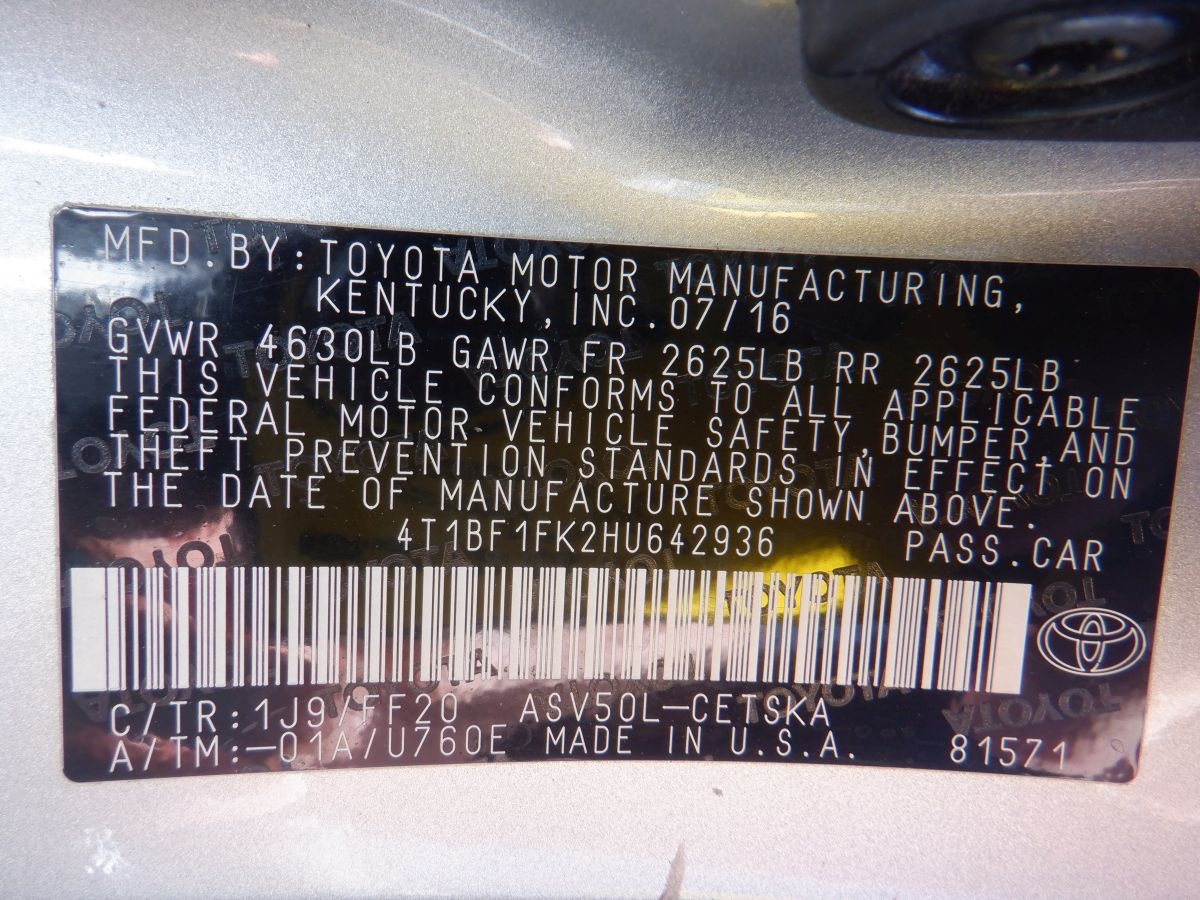 MFD.BY:TOYOTA MOTOR MANUFACTURING,
KENTUCKY,INC.07/16
GVWR 4630LB GAWR FR 2625LB RR 2625LB
THIS VEHICLE CONFORMS TO ALL APPLICABLE
FEDERAL MOTOR VEHICLE SAFETY,BUMPER,AND
THEFT PREVENTION STANDARDS IN EFFECT ON
THE DATE OF MANUFACTURE SHOWN ABOVE.
4T1BF1FK2HU642936 PASS.CAR
C/TR:1J9/FF20 ASV50L-CETSKA
A/TM:-01A/U760E MADE IN U.S.A. 81571
TOYOTA